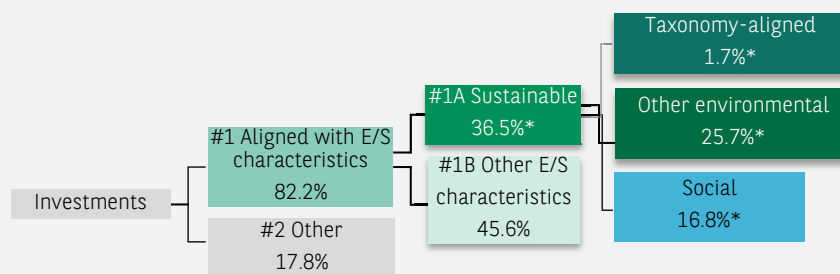 Investments
#1 Aligned with E/S
characteristics
82.2%
#2 Other
17.8%
#1A Sustainable
36.5%*
#1B Other E/S
characteristics
45.6%
Taxonomy-aligned
1.7%*
Other environmental
25.7%*
Social
16.8%*